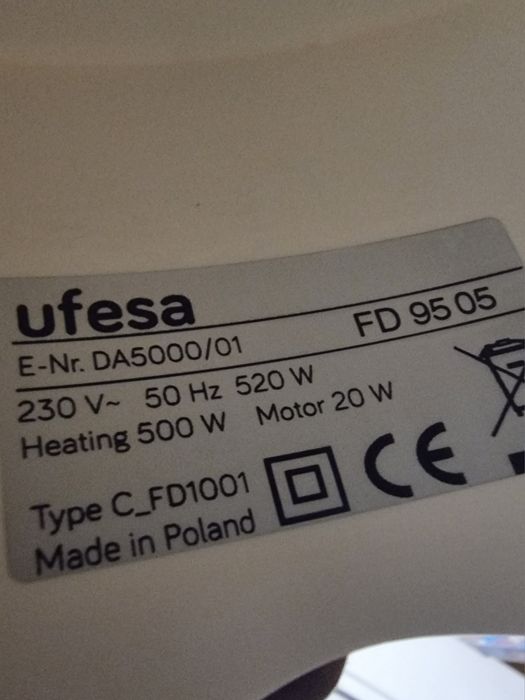 ufesa
E-Nr. DA5000/01 FD 95 05
230 V~ 50 Hz 520 W
Heating 500 W Motor 20 W
Type C_FD1001
Made in Poland
CE